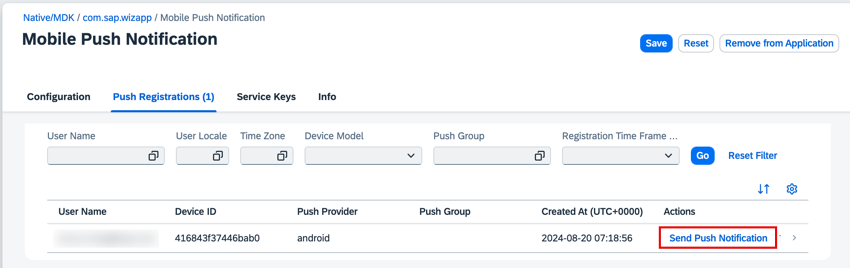 Native/MDK / com.sap.wizapp / Mobile Push Notification
Mobile Push Notification
Save Reset Remove from Application
Configuration Push Registrations (1) Service Keys Info
User Name User Locale Time Zone Device Model Push Group Registration Time Frame ...
Go Reset Filter
User Name Device ID Push Provider Push Group Created At (UTC+0000) Actions
416843f37446bab0 android 2024-08-20 07:18:56 Send Push Notification